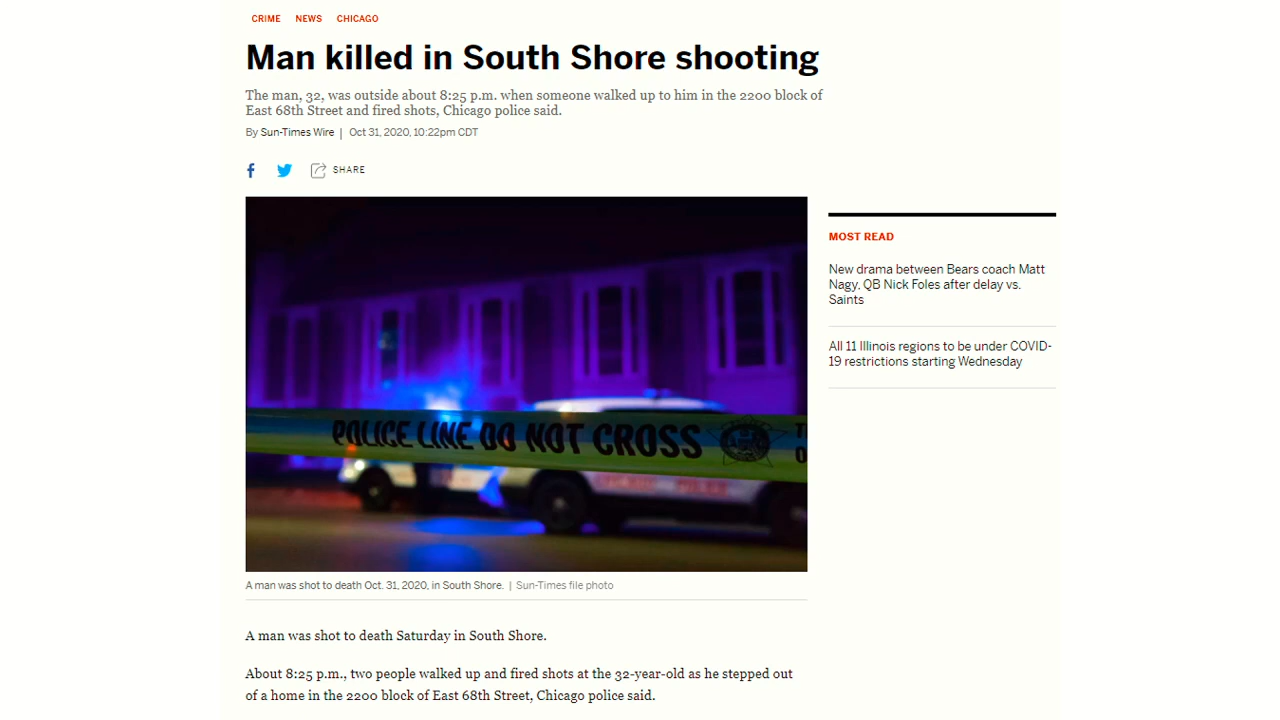 CRIME NEWS CHICAGO
Man killed in South Shore shooting
The man, 32, was outside about 8:25 p.m. when someone walked up to him in the 2200 block of
East 68th Street and fired shots, Chicago police said.
By Sun-Times Wire | Oct 31, 2020, 10:22pm CDT
SHARE
POLICE LINE DO NOT CROSS
A man was shot to death Oct. 31, 2020, in South Shore. | Sun-Times file photo
MOST READ
New drama between Bears coach Matt
Nagy, QB Nick Foles after delay vs.
Saints
All 11 Illinois regions to be under COVID-
19 restrictions starting Wednesday
A man was shot to death Saturday in South Shore.
About 8:25 p.m., two people walked up and fired shots at the 32-year-old as he stepped out
of a home in the 2200 block of East 68th Street, Chicago police said.